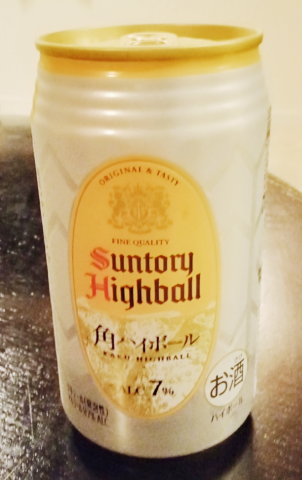 ORIGINAL & TASTY
FINE QUALITY
Suntory
Highball
角ハイボール
KAKU HIGHBALL
ALC.7%
お酒
ハイボール